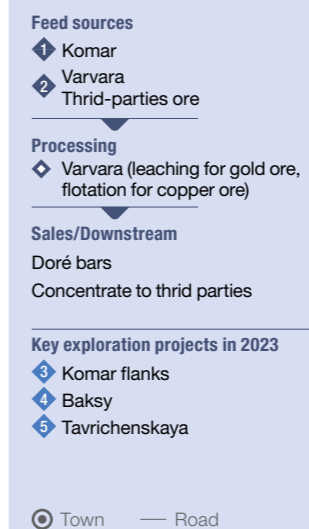 Feed sources
1 Komar
2 Varvara
Thrid-parties ore
Processing
Varvara (leaching for gold ore,
flotation for copper ore)
Sales/Downstream
Doré bars
Concentrate to thrid parties
Key exploration projects in 2023
3 Komar flanks
4 Baksy
5 Tavrichenskaya
Town Road